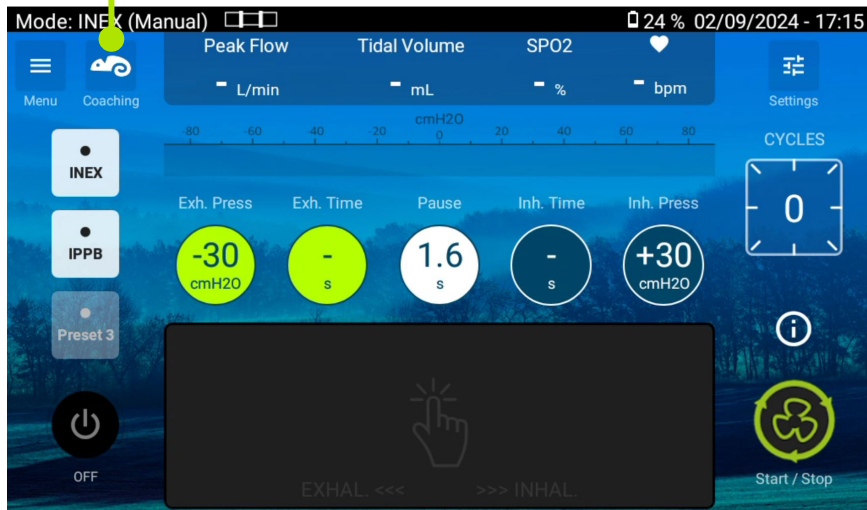 Mode: INEX (Manual) 24 % 02/09/2024 - 17:15
Menu
Coaching
Peak Flow Tidal Volume SPO2
- L/min - mL - % - bpm
Settings
cmH2O
-80 -60 -40 -20 0 20 40 60 80
CYCLES
0
INEX
IPPB
Preset 3
Exh. Press Exh. Time Pause Inh. Time Inh. Press
-30 - 1.6 - +30
cmH2O s s s cmH2O
EXHAL. <<< >>> INHAL.
OFF
Start / Stop